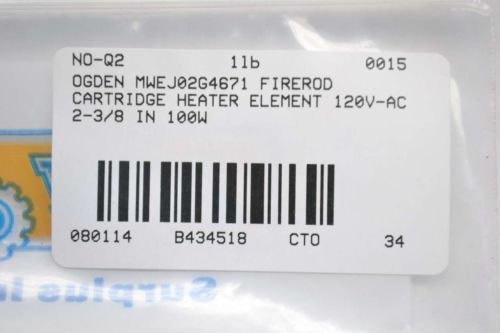 NO-Q2 1lb 0015
OGDEN MWEJ02G4671 FIREROD
CARTRIDGE HEATER ELEMENT 120V-AC
2-3/8 IN 100W
080114 B434518 CTO 34
Surplus